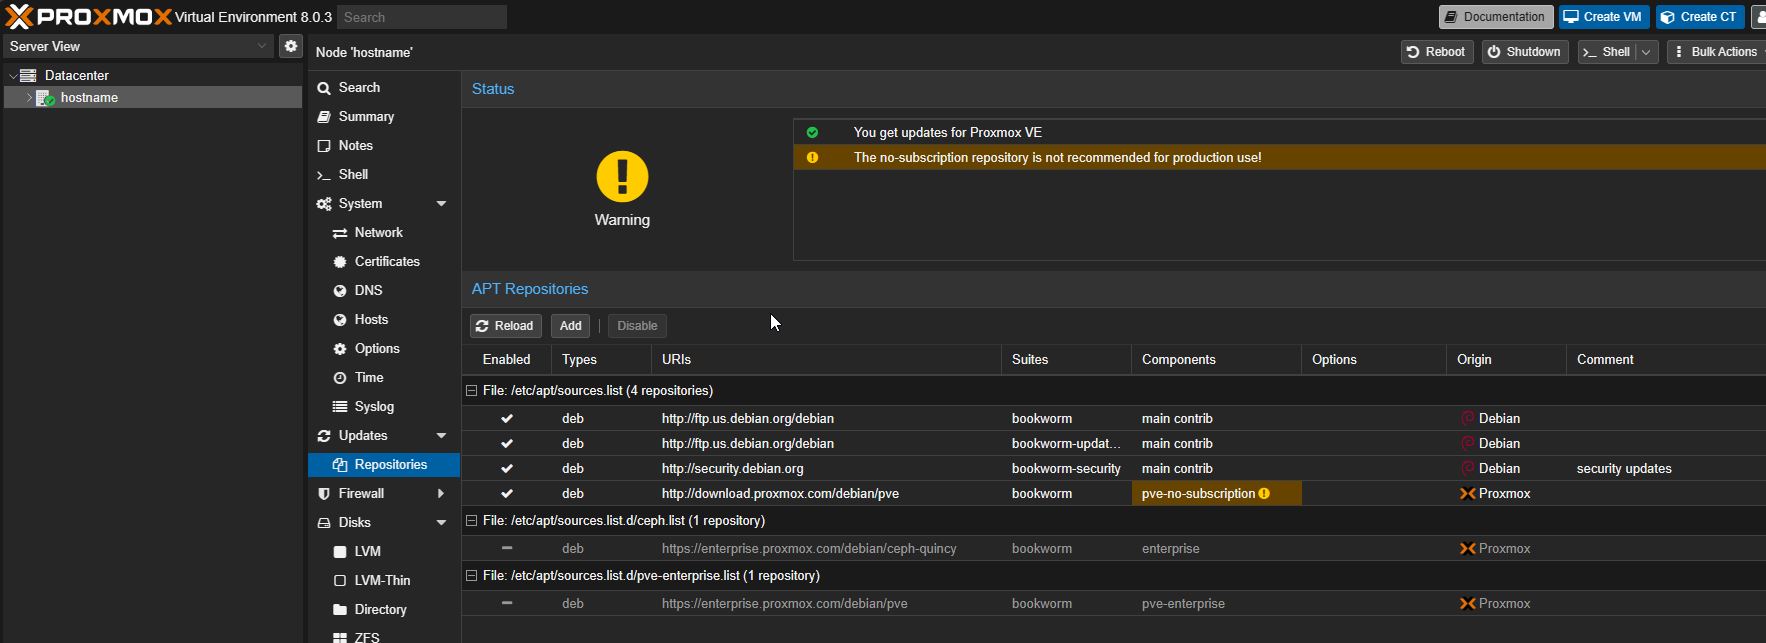 PROXMOX Virtual Environment 8.0.3 Search Documentation Create VM Create CT
Server View
Node 'hostname' Reboot Shutdown Shell Bulk Actions
Datacenter
hostname
Search
Summary
Notes
Shell
System
Network
Certificates
DNS
Hosts
Options
Time
Syslog
Updates
Repositories
Firewall
Disks
LVM
LVM-Thin
Directory
ZFS
Status
Warning
You get updates for Proxmox VE
The no-subscription repository is not recommended for production use!
APT Repositories
Reload Add Disable
Enabled Types URIs Suites Components Options Origin Comment
File: /etc/apt/sources.list (4 repositories)
deb http://ftp.us.debian.org/debian bookworm main contrib Debian
deb http://ftp.us.debian.org/debian bookworm-updat... main contrib Debian
deb http://security.debian.org bookworm-security main contrib Debian security updates
deb http://download.proxmox.com/debian/pve bookworm pve-no-subscription Proxmox
File: /etc/apt/sources.list.d/ceph.list (1 repository)
deb https://enterprise.proxmox.com/debian/ceph-quincy bookworm enterprise Proxmox
File: /etc/apt/sources.list.d/pve-enterprise.list (1 repository)
deb https://enterprise.proxmox.com/debian/pve bookworm pve-enterprise Proxmox